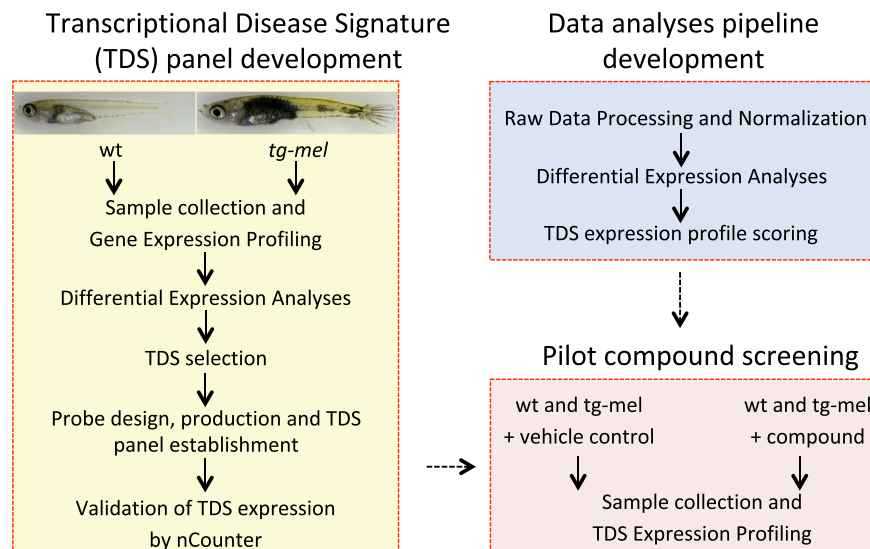 Transcriptional Disease Signature
(TDS) panel development
wt
tg-mel
Sample collection and
Gene Expression Profiling
Differential Expression Analyses
TDS selection
Probe design, production and TDS
panel establishment
Validation of TDS expression
by nCounter
Data analyses pipeline
development
Raw Data Processing and Normalization
Differential Expression Analyses
TDS expression profile scoring
Pilot compound screening
wt and tg-mel
+ vehicle control
wt and tg-mel
+ compound
Sample collection and
TDS Expression Profiling